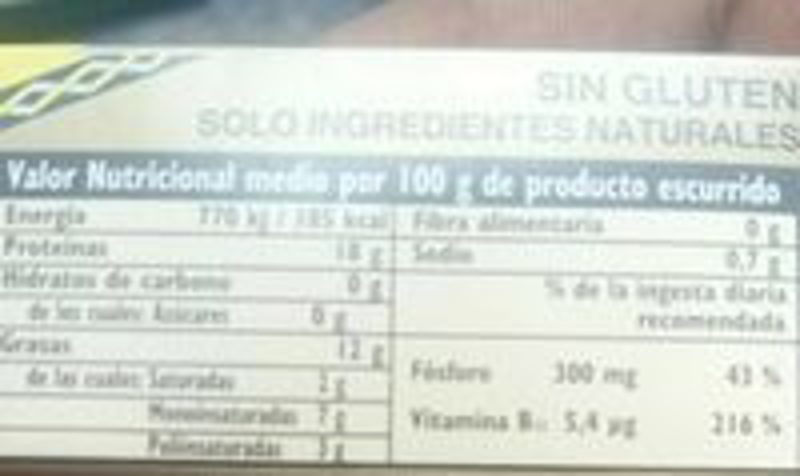 SIN GLUTEN
SOLO INGREDIENTES NATURALES
Valor Nutricional medio por 100 g de producto escurrido
Energía 770 kJ / 185 kcal
Proteínas 18 g
Hidratos de carbono 0 g
de los cuales: Azúcares 0 g
Grasas 12 g
de las cuales: Saturadas 2 g
Monoinsaturadas 7 g
Poliinsaturadas 3 g
Fibra alimentaria 0 g
Sodio 0,7 g
% de la ingesta diaria
recomendada
Fósforo 300 mg 43 %
Vitamina B₁₂ 5,4 µg 216 %